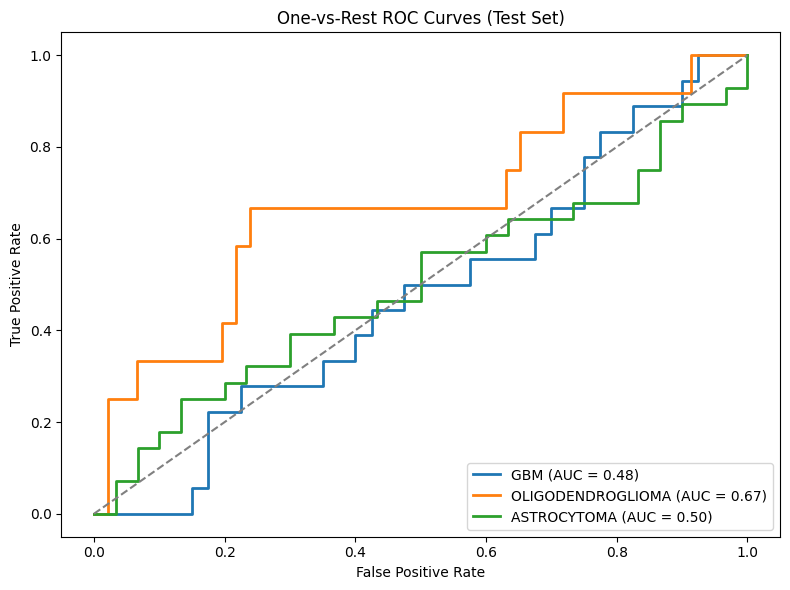 One-vs-Rest ROC Curves (Test Set)
True Positive Rate
1.0
0.8
0.6
0.4
0.2
0.0
GBM (AUC = 0.48)
OLIGODENDROGLIOMA (AUC = 0.67)
ASTROCYTOMA (AUC = 0.50)
0.0 0.2 0.4 0.6 0.8 1.0
False Positive Rate